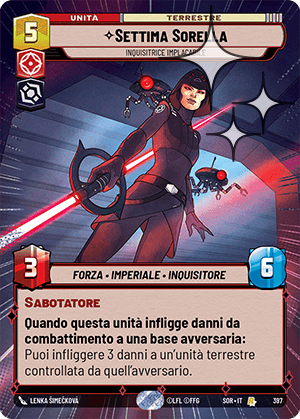 UNITÀ
TERRESTRE
5
SETTIMA SORELLA
INQUISITRICE IMPLACABILE
3
6
FORZA • IMPERIALE • INQUISITORE
SABOTATORE
Quando questa unità infligge danni da
combattimento a una base avversaria:
Puoi infliggere 3 danni a un'unità terrestre
controllata da quell'avversario.
LENKA ŠIMEČKOVÁ
©LFL ©FFG
SOR • IT
397